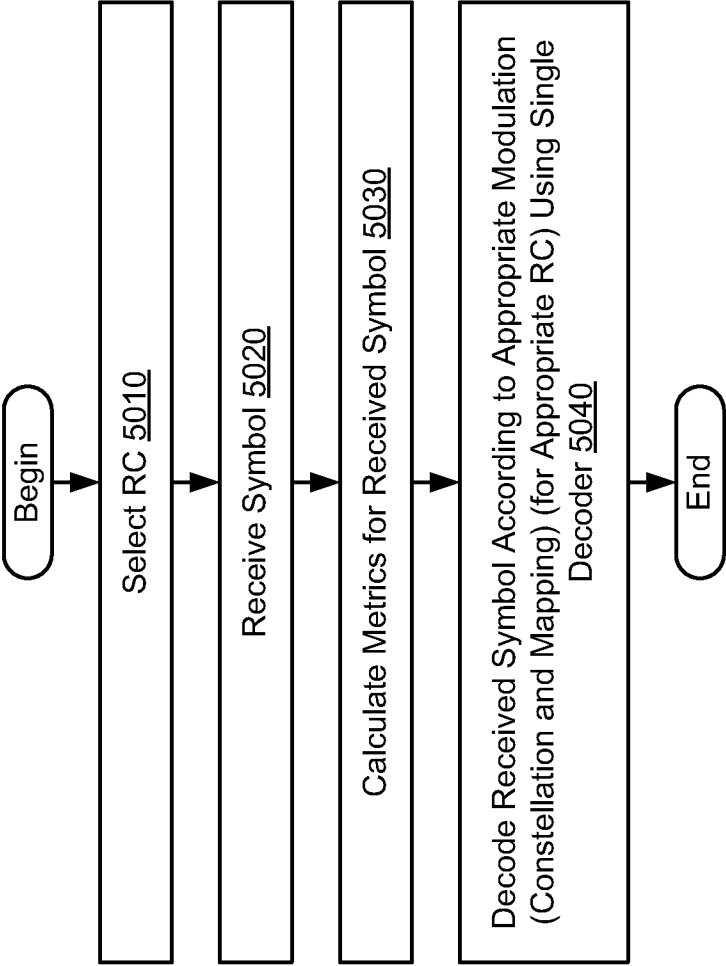 Begin
Select RC 5010
Receive Symbol 5020
Calculate Metrics for Received Symbol 5030
Decode Received Symbol According to Appropriate Modulation
(Constellation and Mapping) (for Appropriate RC) Using Single
Decoder 5040
End